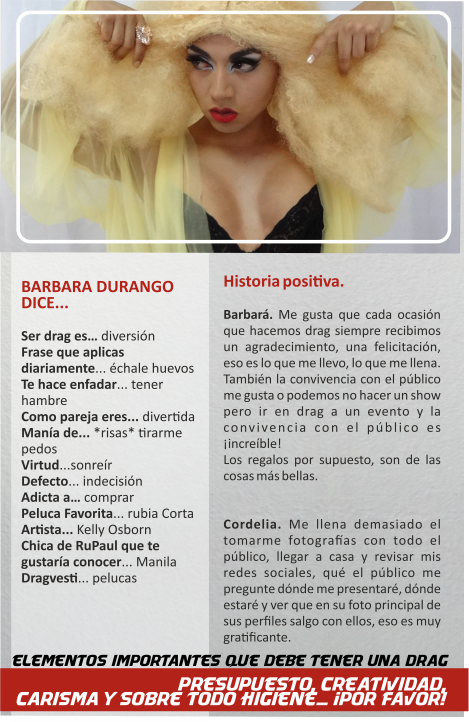 BARBARA DURANGO
DICE...
Ser drag es... diversión
Frase que aplicas
diariamente... échale huevos
Te hace enfadar... tener
hambre
Como pareja eres... divertida
Manía de... *risas* tirarme
pedos
Virtud...sonreír
Defecto... indecisión
Adicta a... comprar
Peluca Favorita... rubia Corta
Artista... Kelly Osborn
Chica de RuPaul que te
gustaría conocer... Manila
Dragvesti... pelucas
Historia positiva.
Barbará. Me gusta que cada ocasión
que hacemos drag siempre recibimos
un agradecimiento, una felicitación,
eso es lo que me llevo, lo que me llena.
También la convivencia con el público
me gusta o podemos no hacer un show
pero ir en drag a un evento y la
convivencia con el público es
¡increíble!
Los regalos por supuesto, son de las
cosas más bellas.
Cordelia. Me llena demasiado el
tomarme fotografías con todo el
público, llegar a casa y revisar mis
redes sociales, qué el público me
pregunte dónde me presentaré, dónde
estaré y ver que en su foto principal de
sus perfiles salgo con ellos, eso es muy
gratificante.
ELEMENTOS IMPORTANTES QUE DEBE TENER UNA DRAG
PRESUPUESTO, CREATIVIDAD,
CARISMA Y SOBRE TODO HIGIENE... ¡POR FAVOR!